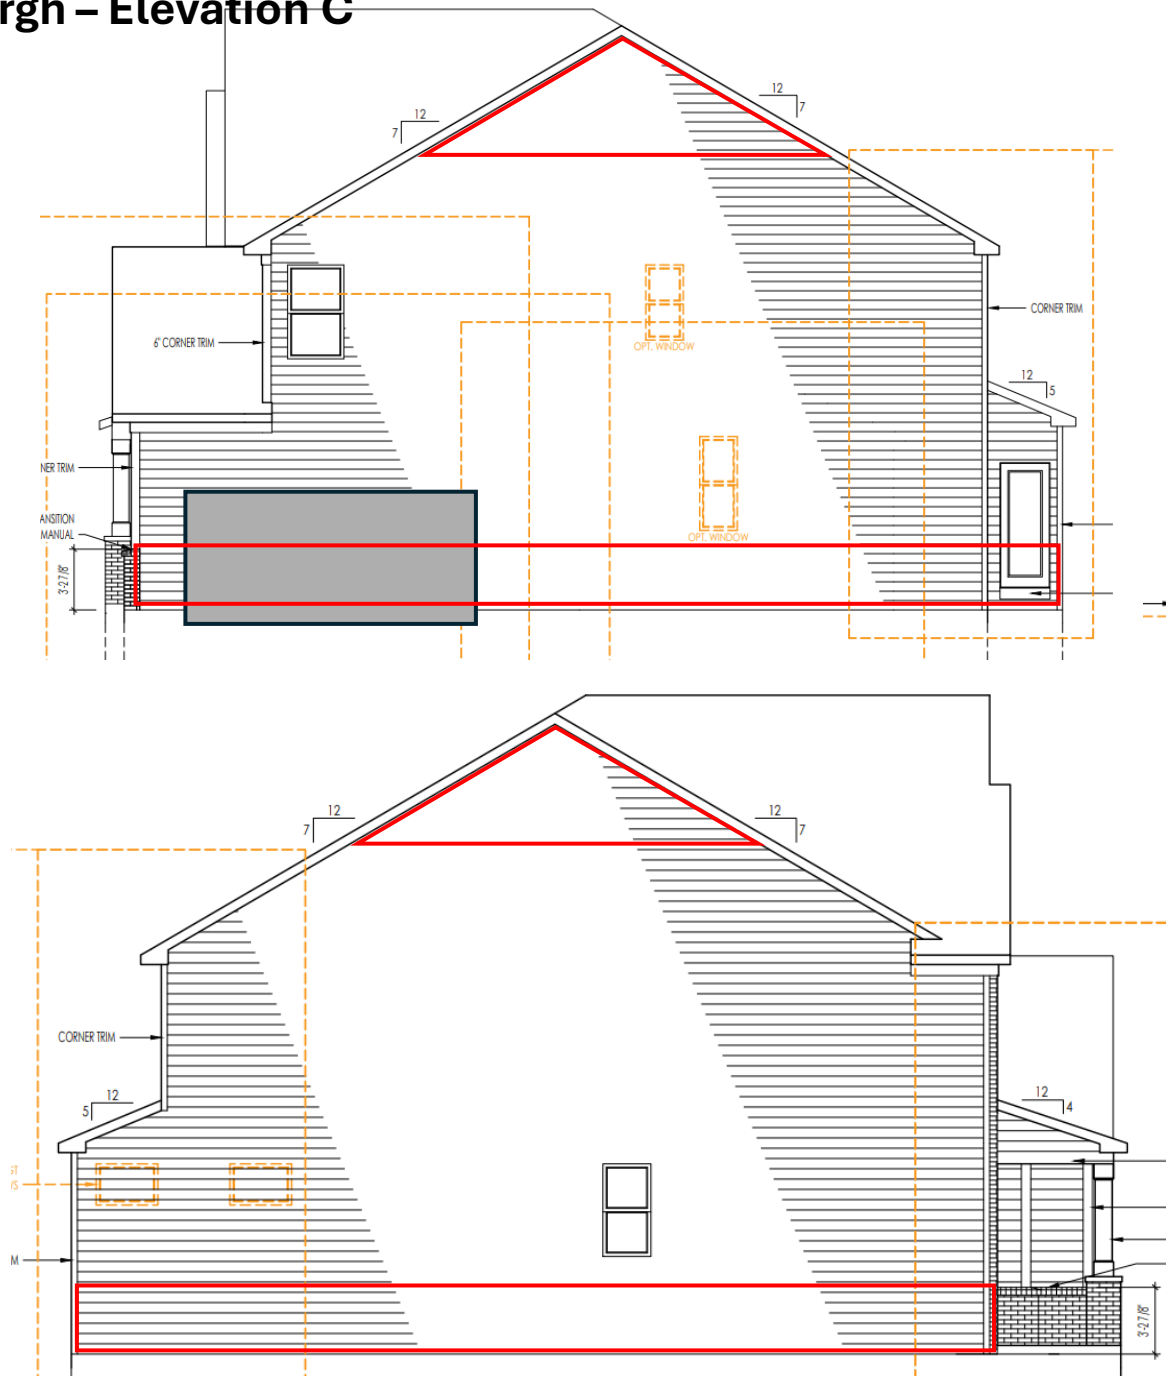 rgh – Elevation C
12
7
12
7
CORNER TRIM
6" CORNER TRIM
OPT. WINDOW
12
5
NER TRIM
ANSITION
MANUAL
OPT. WINDOW
3'-2 7/8"
12
7
12
7
CORNER TRIM
12
5
12
4
M
3'-2 7/8"